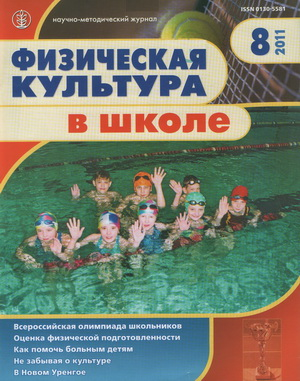 научно-методический журнал
ISSN 0130-5581
ФИЗИЧЕСКАЯ
КУЛЬТУРА
В ШКОЛЕ
8
2011
Всероссийская олимпиада школьников
Оценка физической подготовленности
Как помочь больным детям
Не забывая о культуре
В Новом Уренгое